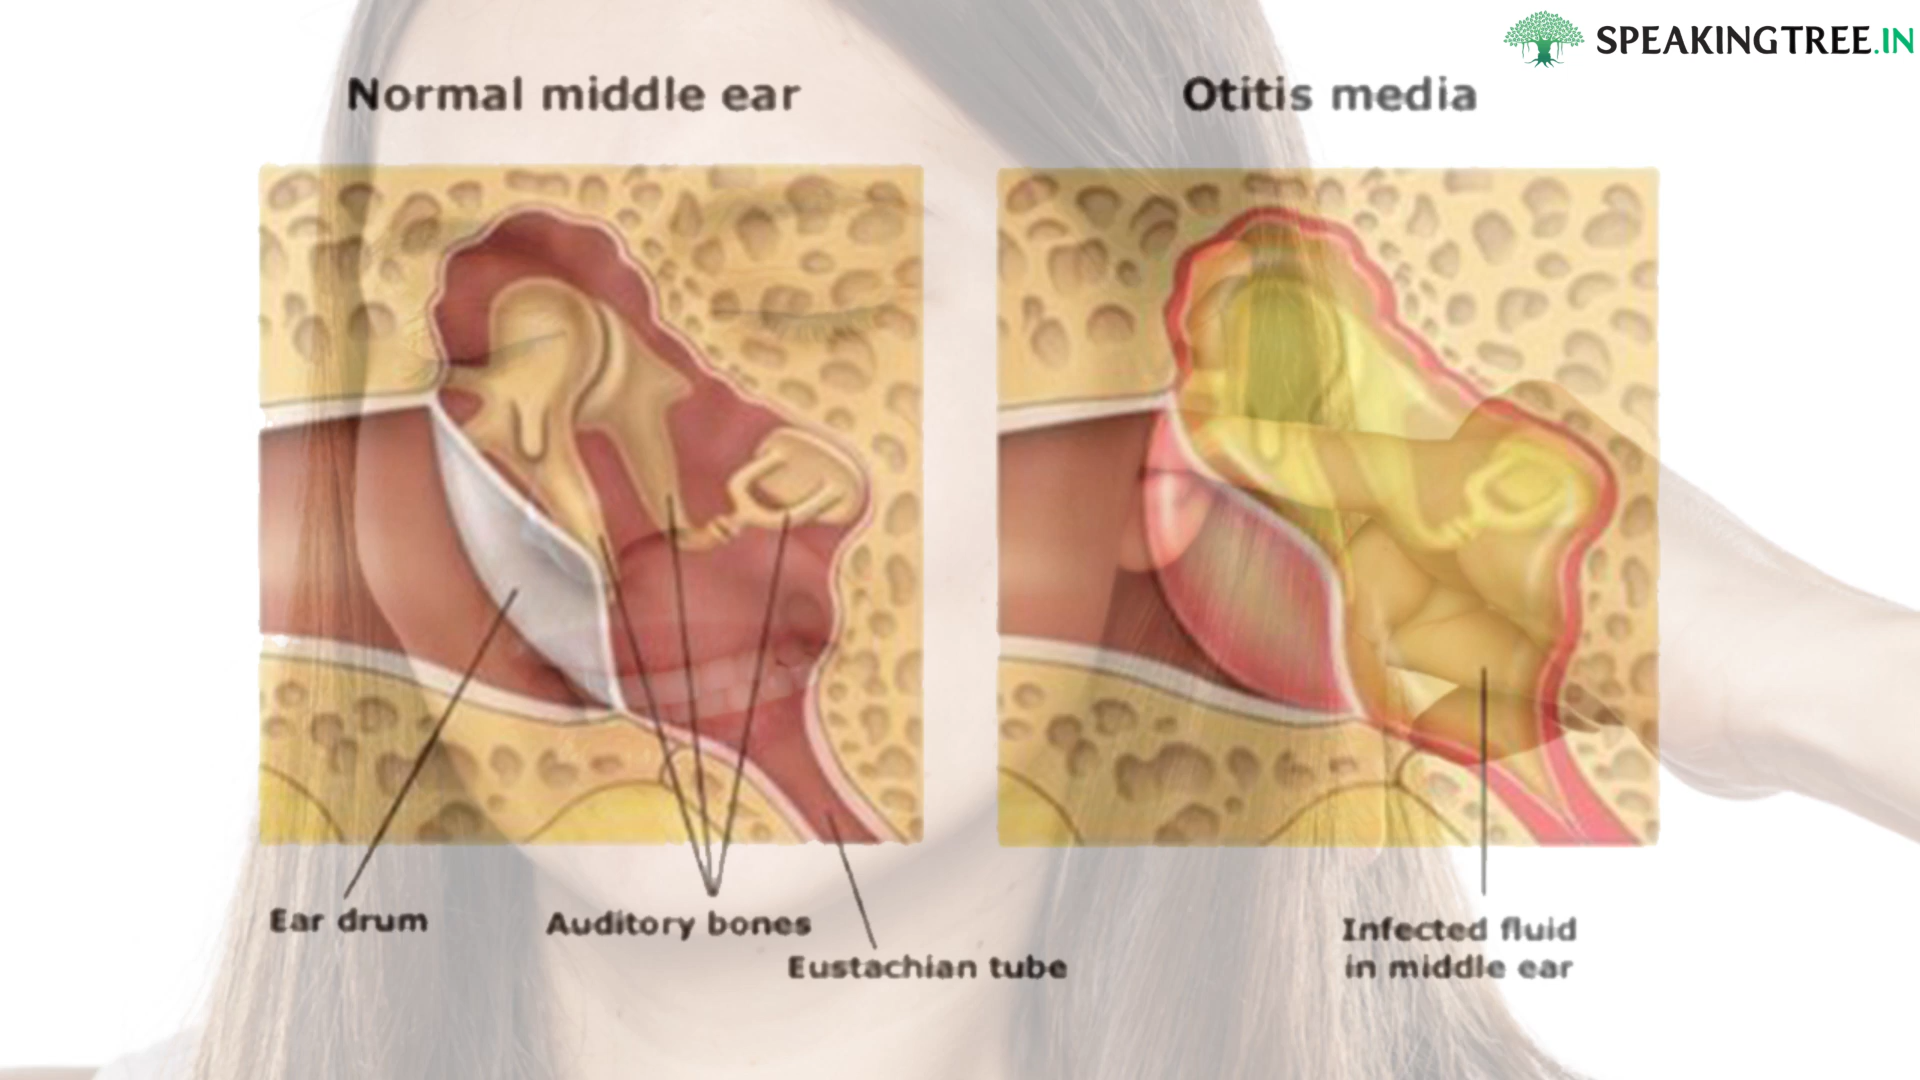 SPEAKINGTREE.IN
Normal middle ear
Otitis media
Ear drum
Auditory bones
Eustachian tube
Infected fluid
in middle ear